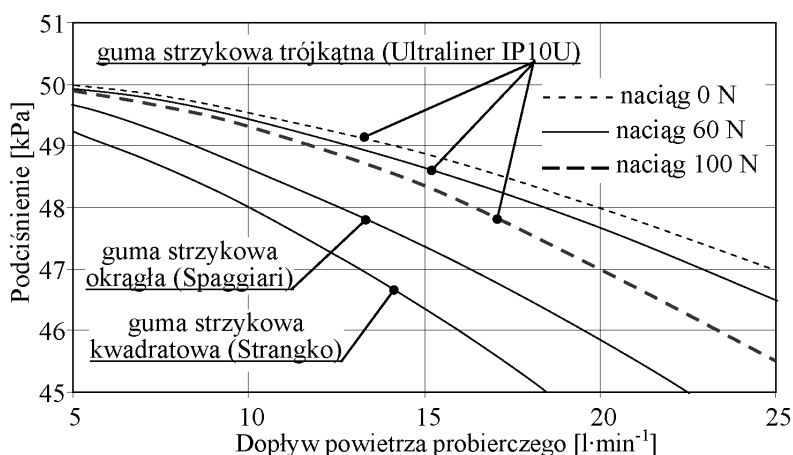 51
50
49
48
47
46
45
Podciśnienie [kPa]
guma strzykowa trójkątna (Ultraliner IP10U)
naciąg 0 N
naciąg 60 N
naciąg 100 N
guma strzykowa
okrągła (Spaggiari)
guma strzykowa
kwadratowa (Strangko)
5 10 15 20 25
Dopływ powietrza probierczego [l·min⁻¹]